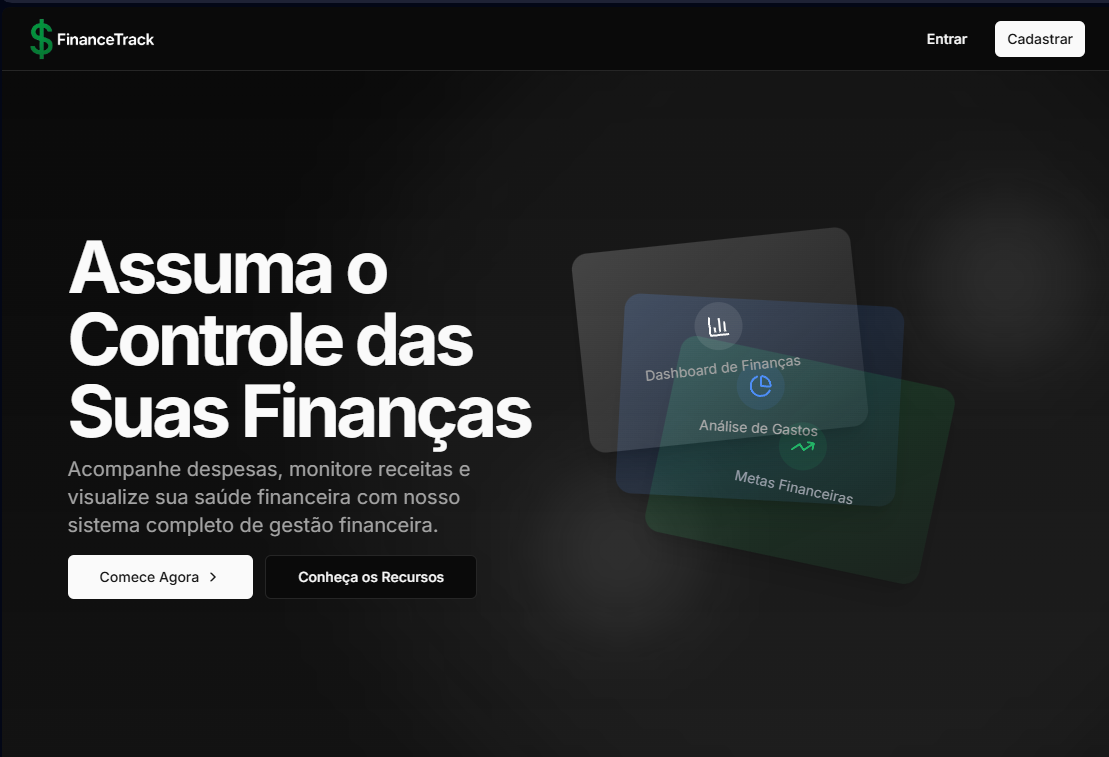 FinanceTrack
Entrar
Cadastrar
Assuma o
Controle das
Suas Finanças
Acompanhe despesas, monitore receitas e
visualize sua saúde financeira com nosso
sistema completo de gestão financeira.
Comece Agora
Conheça os Recursos
Dashboard de Finanças
Análise de Gastos
Metas Financeiras